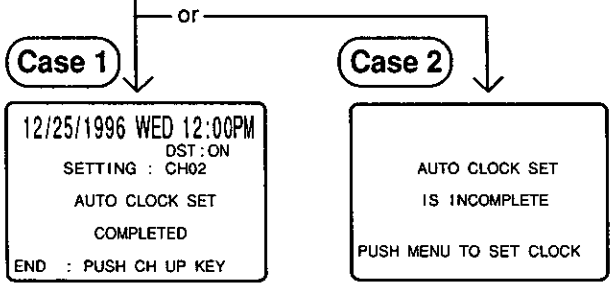 or
Case 1
12/25/1996 WED 12:00PM
DST:ON
SETTING : CH02
AUTO CLOCK SET
COMPLETED
END : PUSH CH UP KEY
Case 2
AUTO CLOCK SET
IS INCOMPLETE
PUSH MENU TO SET CLOCK